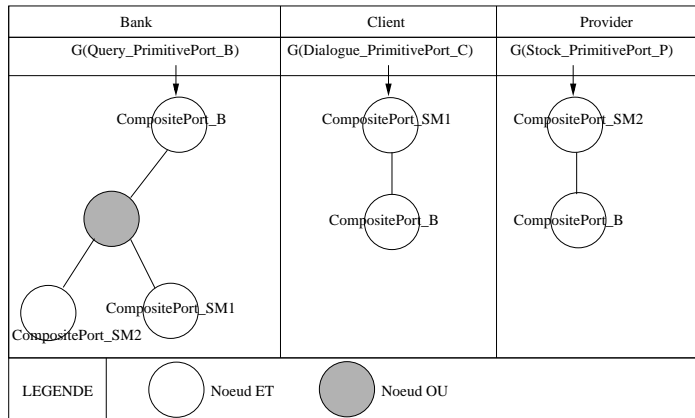 Bank
Client
Provider
G(Query_PrimitivePort_B)
G(Dialogue_PrimitivePort_C)
G(Stock_PrimitivePort_P)
CompositePort_B
CompositePort_SM1
CompositePort_SM2
CompositePort_B
CompositePort_B
CompositePort_SM1
CompositePort_SM2
LEGENDE
Noeud ET
Noeud OU